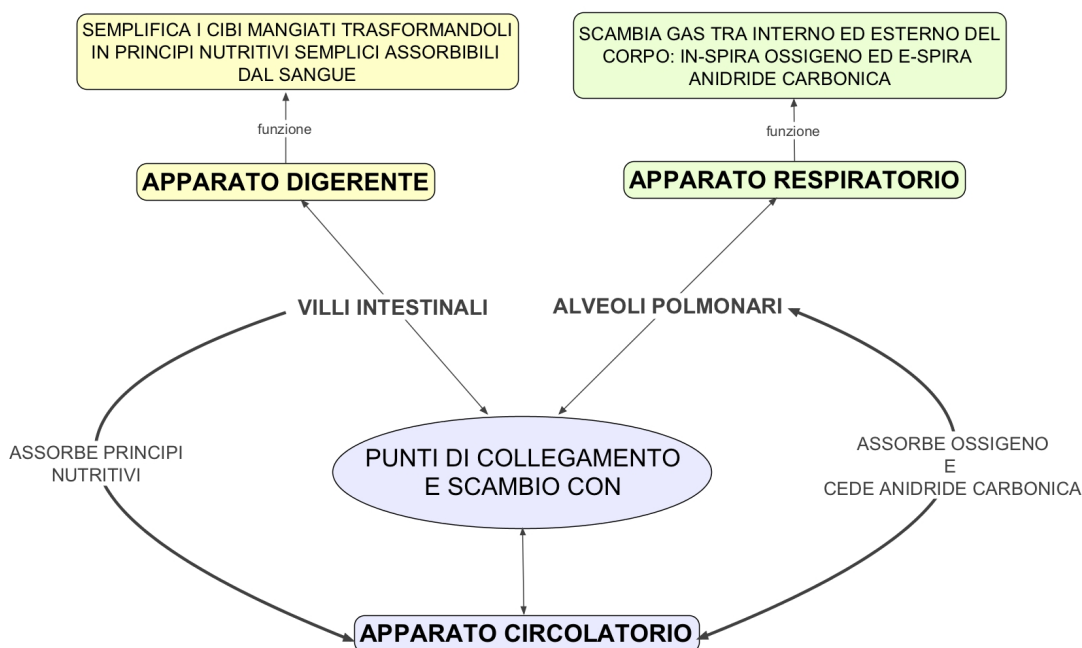 SEMPLIFICA I CIBI MANGIATI TRASFORMANDOLI
IN PRINCIPI NUTRITIVI SEMPLICI ASSORBIBILI
DAL SANGUE
SCAMBIA GAS TRA INTERNO ED ESTERNO DEL
CORPO: IN-SPIRA OSSIGENO ED E-SPIRA
ANIDRIDE CARBONICA
funzione
funzione
APPARATO DIGERENTE
APPARATO RESPIRATORIO
VILLI INTESTINALI
ALVEOLI POLMONARI
ASSORBE PRINCIPI
NUTRITIVI
PUNTI DI COLLEGAMENTO
E SCAMBIO CON
ASSORBE OSSIGENO
E
CEDE ANIDRIDE CARBONICA
APPARATO CIRCOLATORIO